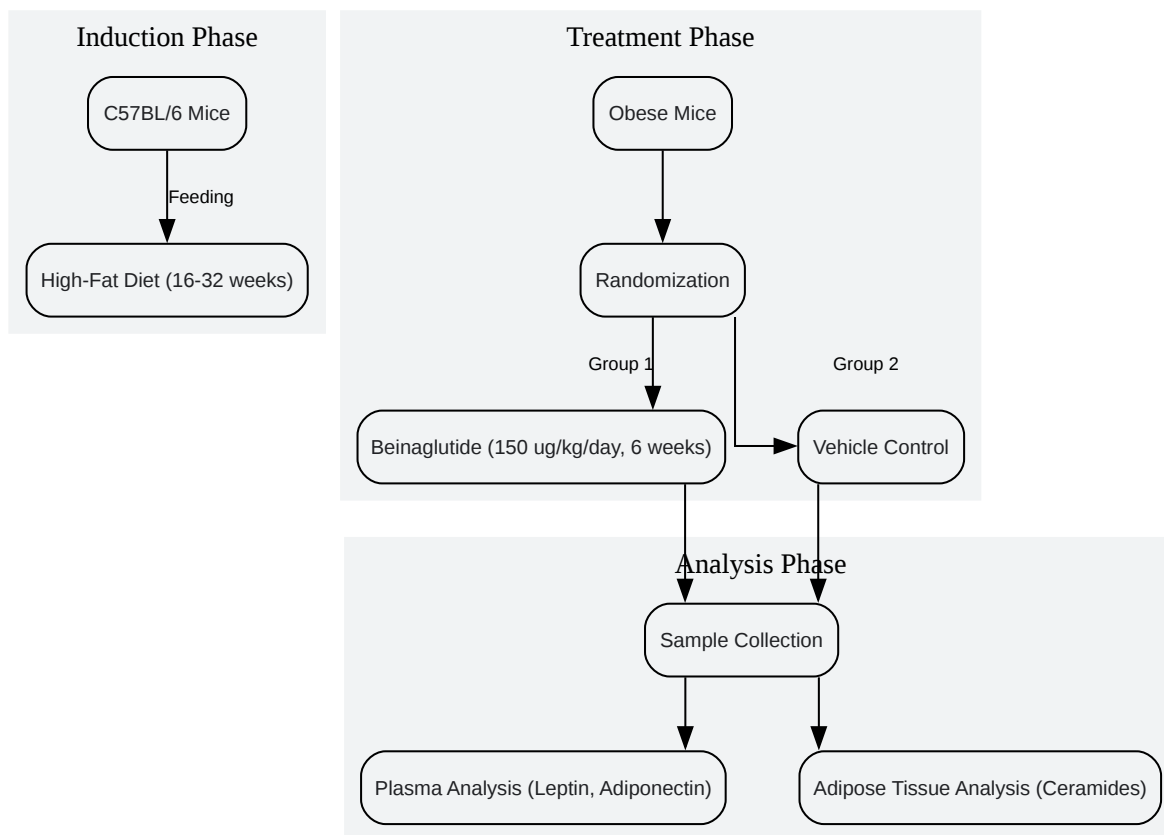 Induction Phase
C57BL/6 Mice
Feeding
High-Fat Diet (16-32 weeks)
Treatment Phase
Obese Mice
Randomization
Group 1
Group 2
Beinaglutide (150 ug/kg/day, 6 weeks)
Vehicle Control
Analysis Phase
Sample Collection
Plasma Analysis (Leptin, Adiponectin)
Adipose Tissue Analysis (Ceramides)